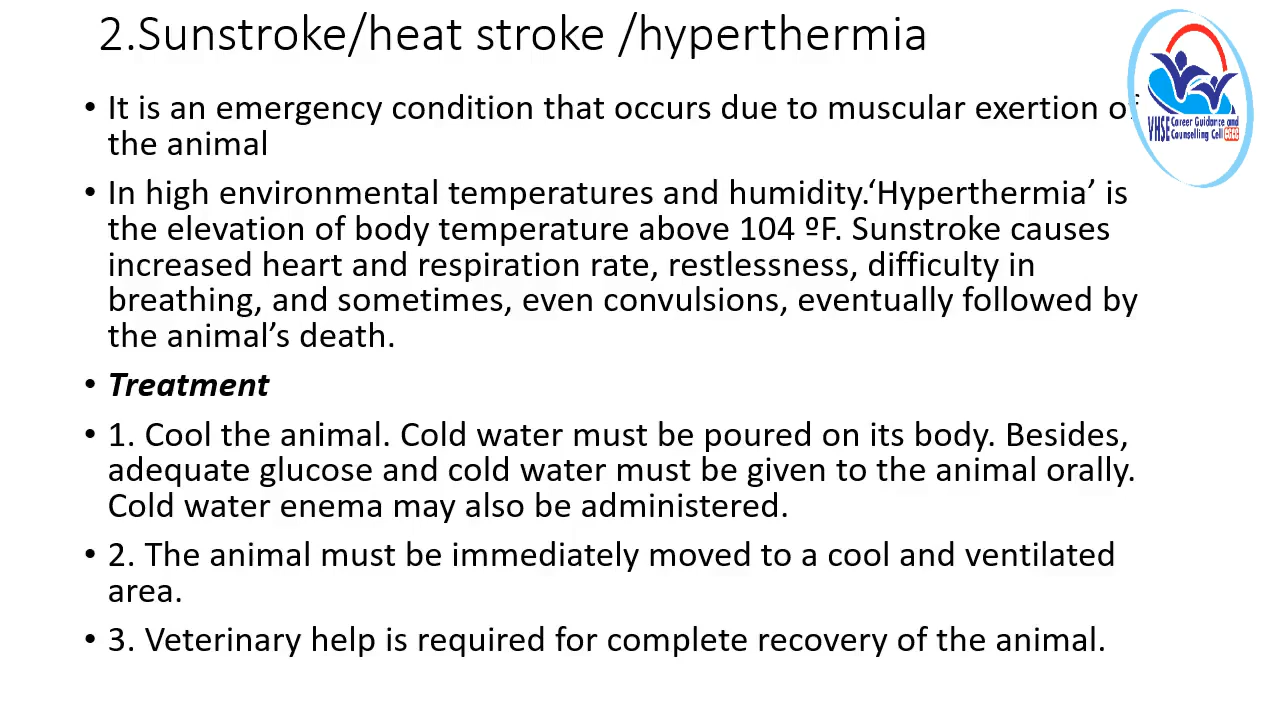 2.Sunstroke/heat stroke /hyperthermia
• It is an emergency condition that occurs due to muscular exertion of
the animal
• In high environmental temperatures and humidity.‘Hyperthermia’ is
the elevation of body temperature above 104 ºF. Sunstroke causes
increased heart and respiration rate, restlessness, difficulty in
breathing, and sometimes, even convulsions, eventually followed by
the animal’s death.
• Treatment
• 1. Cool the animal. Cold water must be poured on its body. Besides,
adequate glucose and cold water must be given to the animal orally.
Cold water enema may also be administered.
• 2. The animal must be immediately moved to a cool and ventilated
area.
• 3. Veterinary help is required for complete recovery of the animal.
VHSE Career Guidance and
Counselling Cell